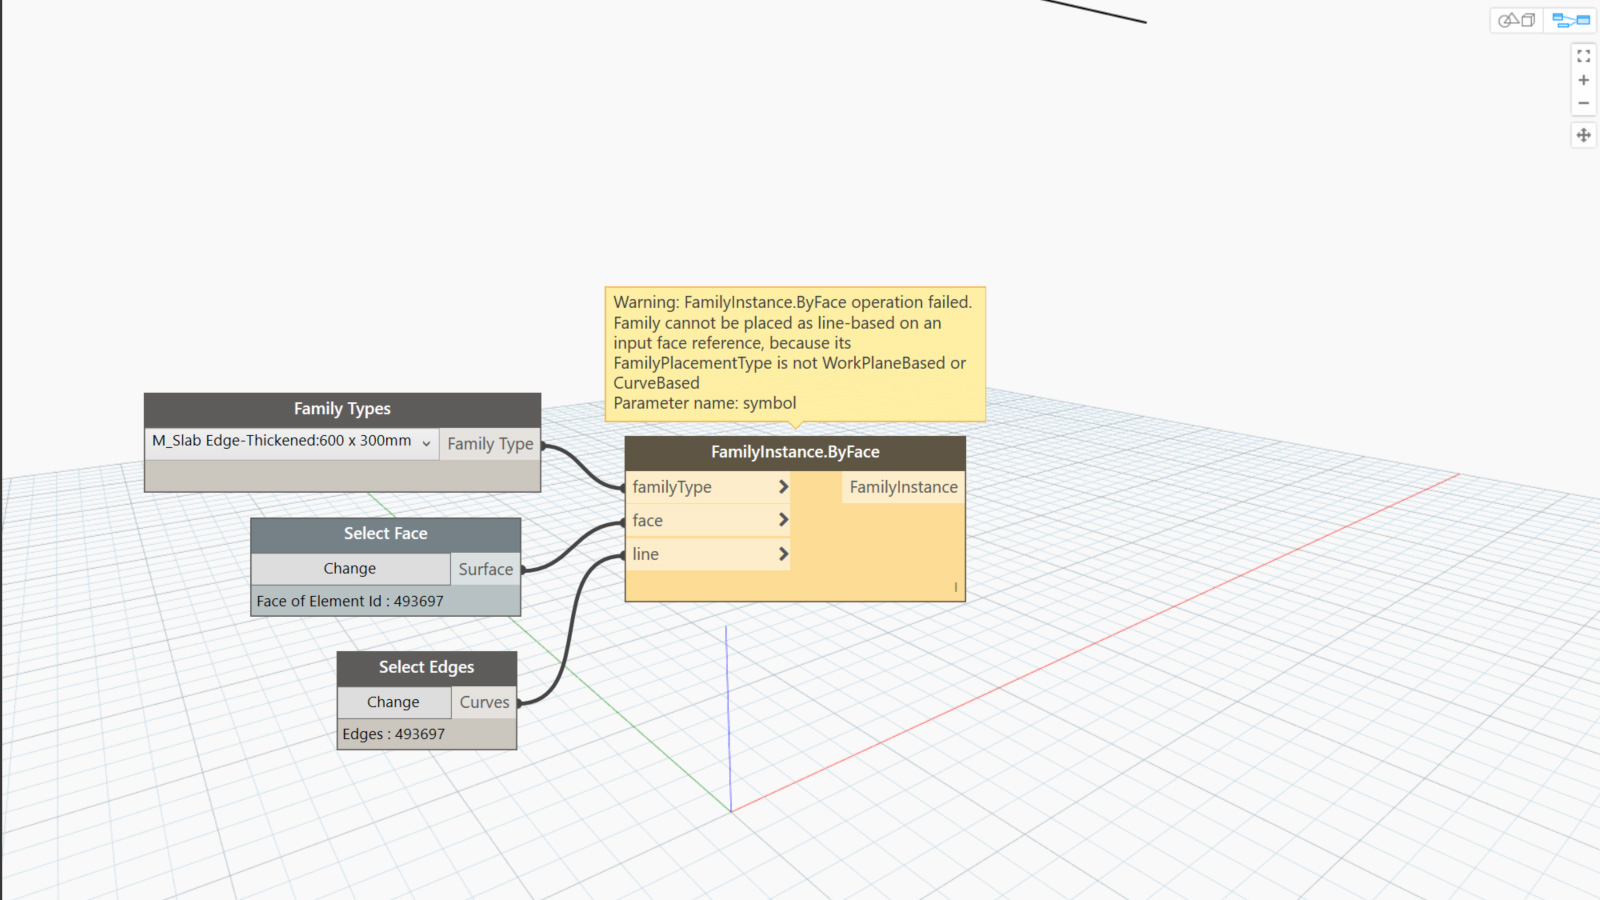 Warning: FamilyInstance.ByFace operation failed.
Family cannot be placed as line-based on an
input face reference, because its
FamilyPlacementType is not WorkPlaneBased or
CurveBased
Parameter name: symbol
Family Types
M_Slab Edge-Thickened:600 x 300mm
Family Type
FamilyInstance.ByFace
familyType
FamilyInstance
face
line
Select Face
Change
Surface
Face of Element Id : 493697
Select Edges
Change
Curves
Edges : 493697